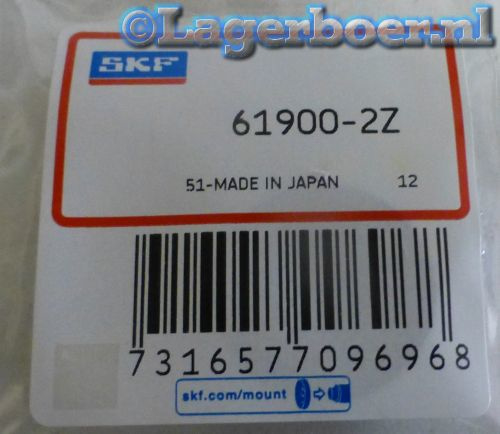 ©Lagerboer.nl
SKF
61900-2Z
51-MADE IN JAPAN 12
7316577096968
skf.com/mount